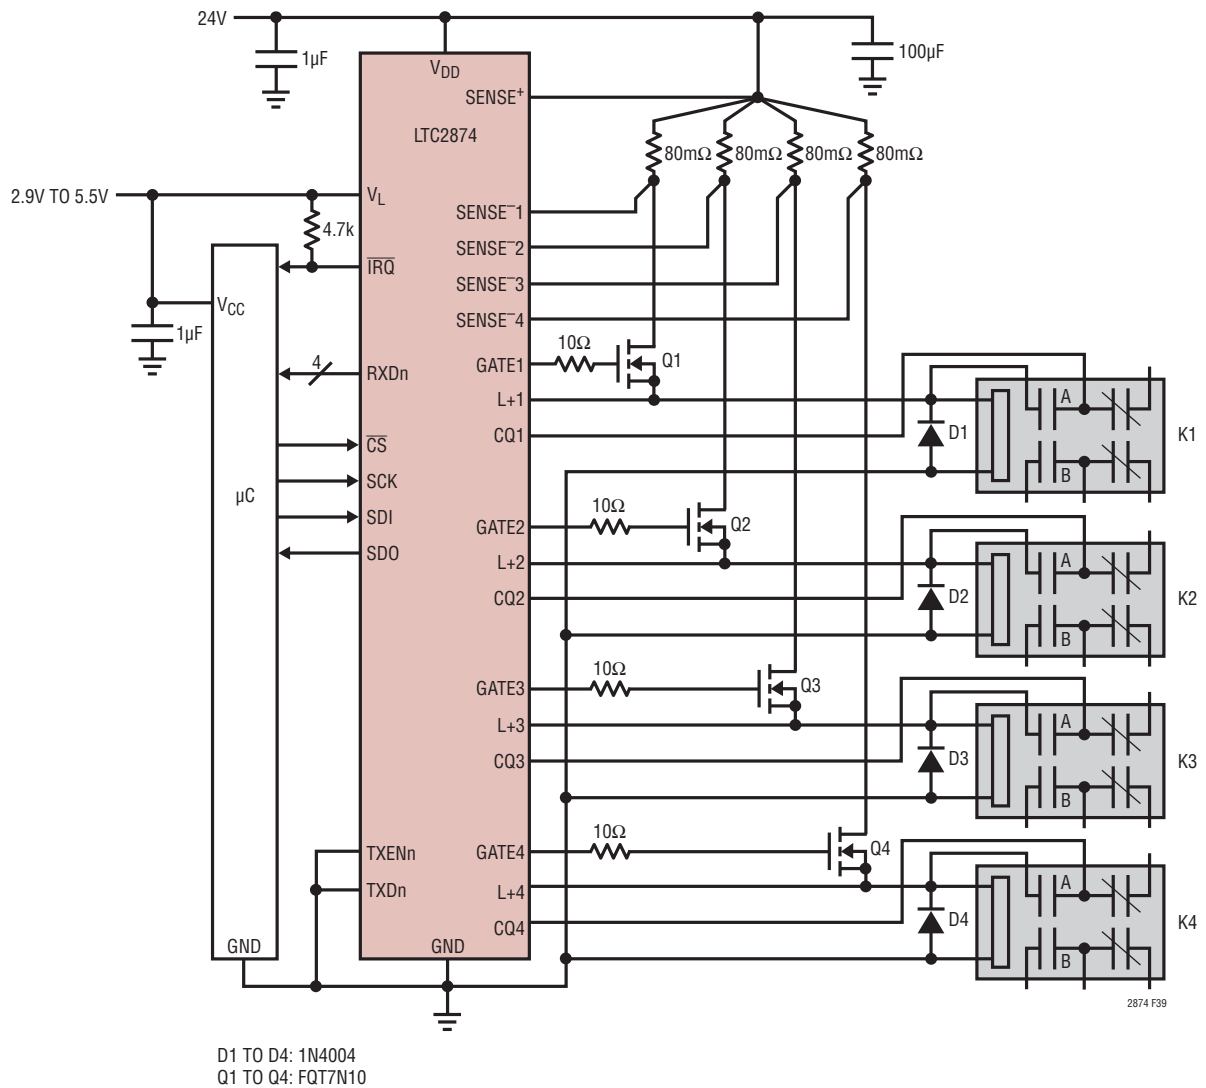 24V
1µF
100µF
VDD
SENSE+
LTC2874
80mΩ 80mΩ 80mΩ 80mΩ
2.9V TO 5.5V
VL
4.7k
SENSE–1
SENSE–2
SENSE–3
SENSE–4
IRQ
VCC
1µF
10Ω
GATE1
Q1
4
RXDn
L+1
CQ1
D1
A
B
K1
CS
SCK
µC
SDI
SDO
10Ω
GATE2
Q2
L+2
CQ2
D2
A
B
K2
10Ω
GATE3
Q3
L+3
CQ3
D3
A
B
K3
10Ω
TXENn
GATE4
Q4
TXDn
L+4
CQ4
D4
A
B
K4
GND
GND
2874 F39
D1 TO D4: 1N4004
Q1 TO Q4: FQT7N10